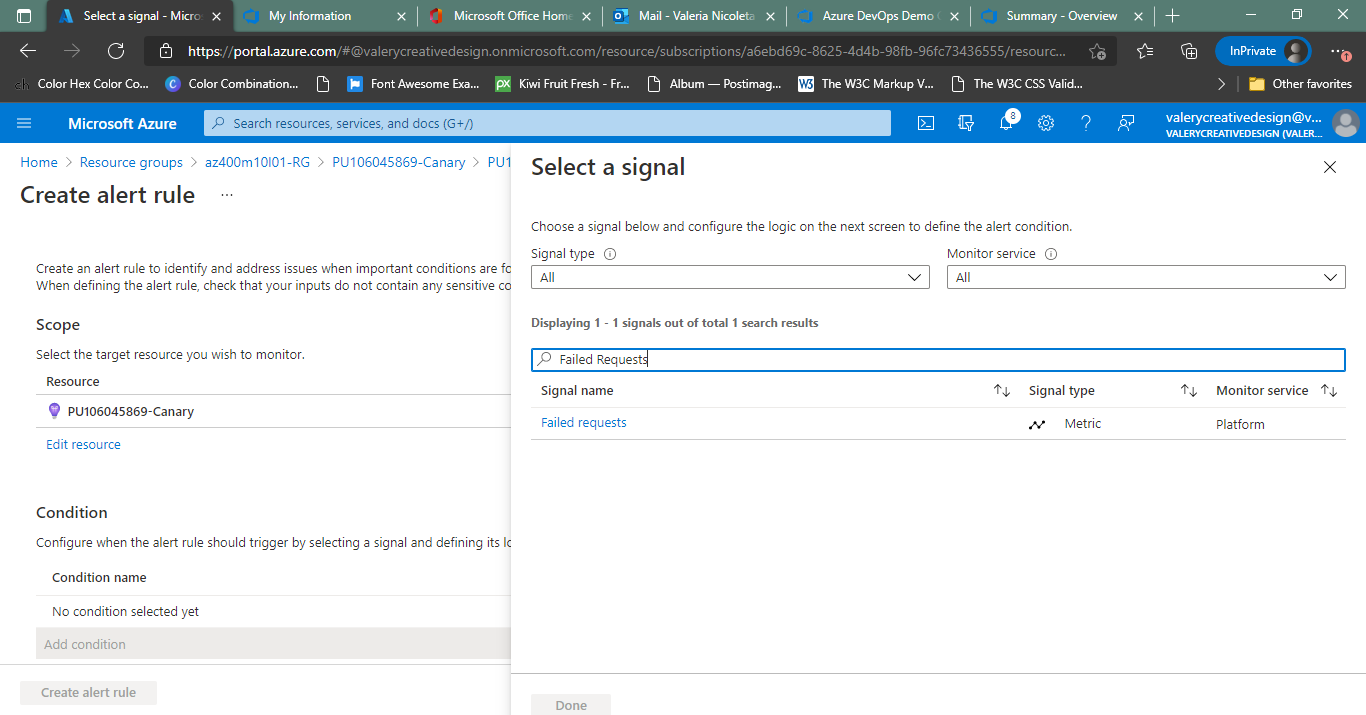 Select a signal - Micros
My Information
Microsoft Office Home
Mail - Valeria Nicoleta
Azure DevOps Demo
Summary - Overview
https://portal.azure.com/#@valerycreativedesign.onmicrosoft.com/resource/subscriptions/a6ebd69c-8625-4d4b-98fb-96fc73436555/resourc...
InPrivate
1
ch
Color Hex Color Co...
C
Color Combination...
Font Awesome Exa...
px
Kiwi Fruit Fresh - Fr...
Album — Postimag...
W3
The W3C Markup V...
The W3C CSS Valid...
Other favorites
Microsoft Azure
Search resources, services, and docs (G+/)
8
valerycreativedesign@v...
VALERYCREATIVEDESIGN (VALER...
Home > Resource groups > az400m10l01-RG > PU106045869-Canary > PU1
Create alert rule ...
Create an alert rule to identify and address issues when important conditions are fo
When defining the alert rule, check that your inputs do not contain any sensitive co
Scope
Select the target resource you wish to monitor.
Resource
PU106045869-Canary
Edit resource
Condition
Configure when the alert rule should trigger by selecting a signal and defining its lo
Condition name
No condition selected yet
Add condition
Create alert rule
Select a signal
Choose a signal below and configure the logic on the next screen to define the alert condition.
Signal type
Monitor service
All
All
Displaying 1 - 1 signals out of total 1 search results
Failed Requests
Signal name
Signal type
Monitor service
Failed requests
Metric
Platform
Done